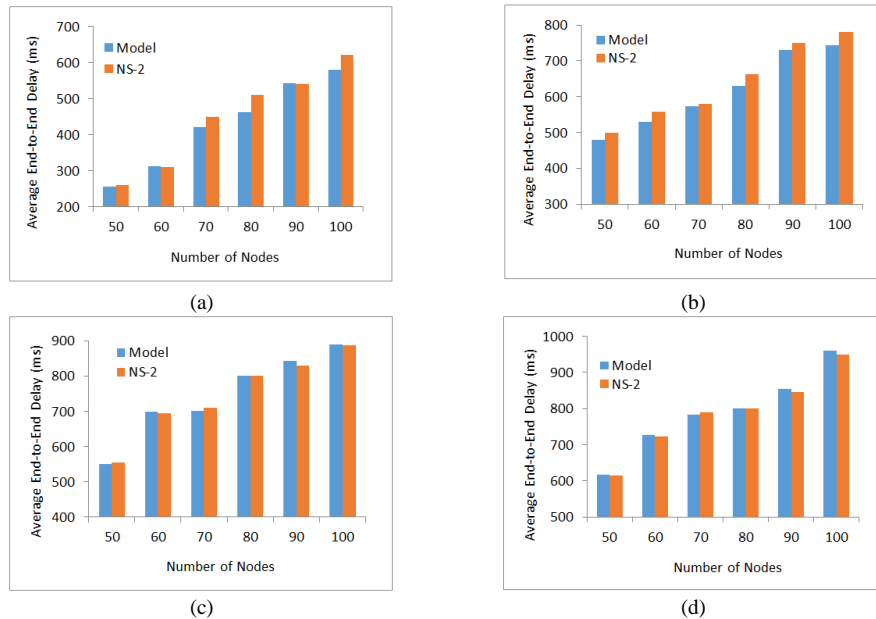 700
600
500
400
300
200
Average End-to-End Delay (ms)
Model
NS-2
50 60 70 80 90 100
Number of Nodes
(a)
800
700
600
500
400
300
Average End-to-End Delay (ms)
Model
NS-2
50 60 70 80 90 100
Number of Nodes
(b)
900
800
700
600
500
400
Average End-to-End Delay (ms)
Model
NS-2
50 60 70 80 90 100
Number of Nodes
(c)
1000
900
800
700
600
500
Average End-to-End Delay (ms)
Model
NS-2
50 60 70 80 90 100
Number of Nodes
(d)